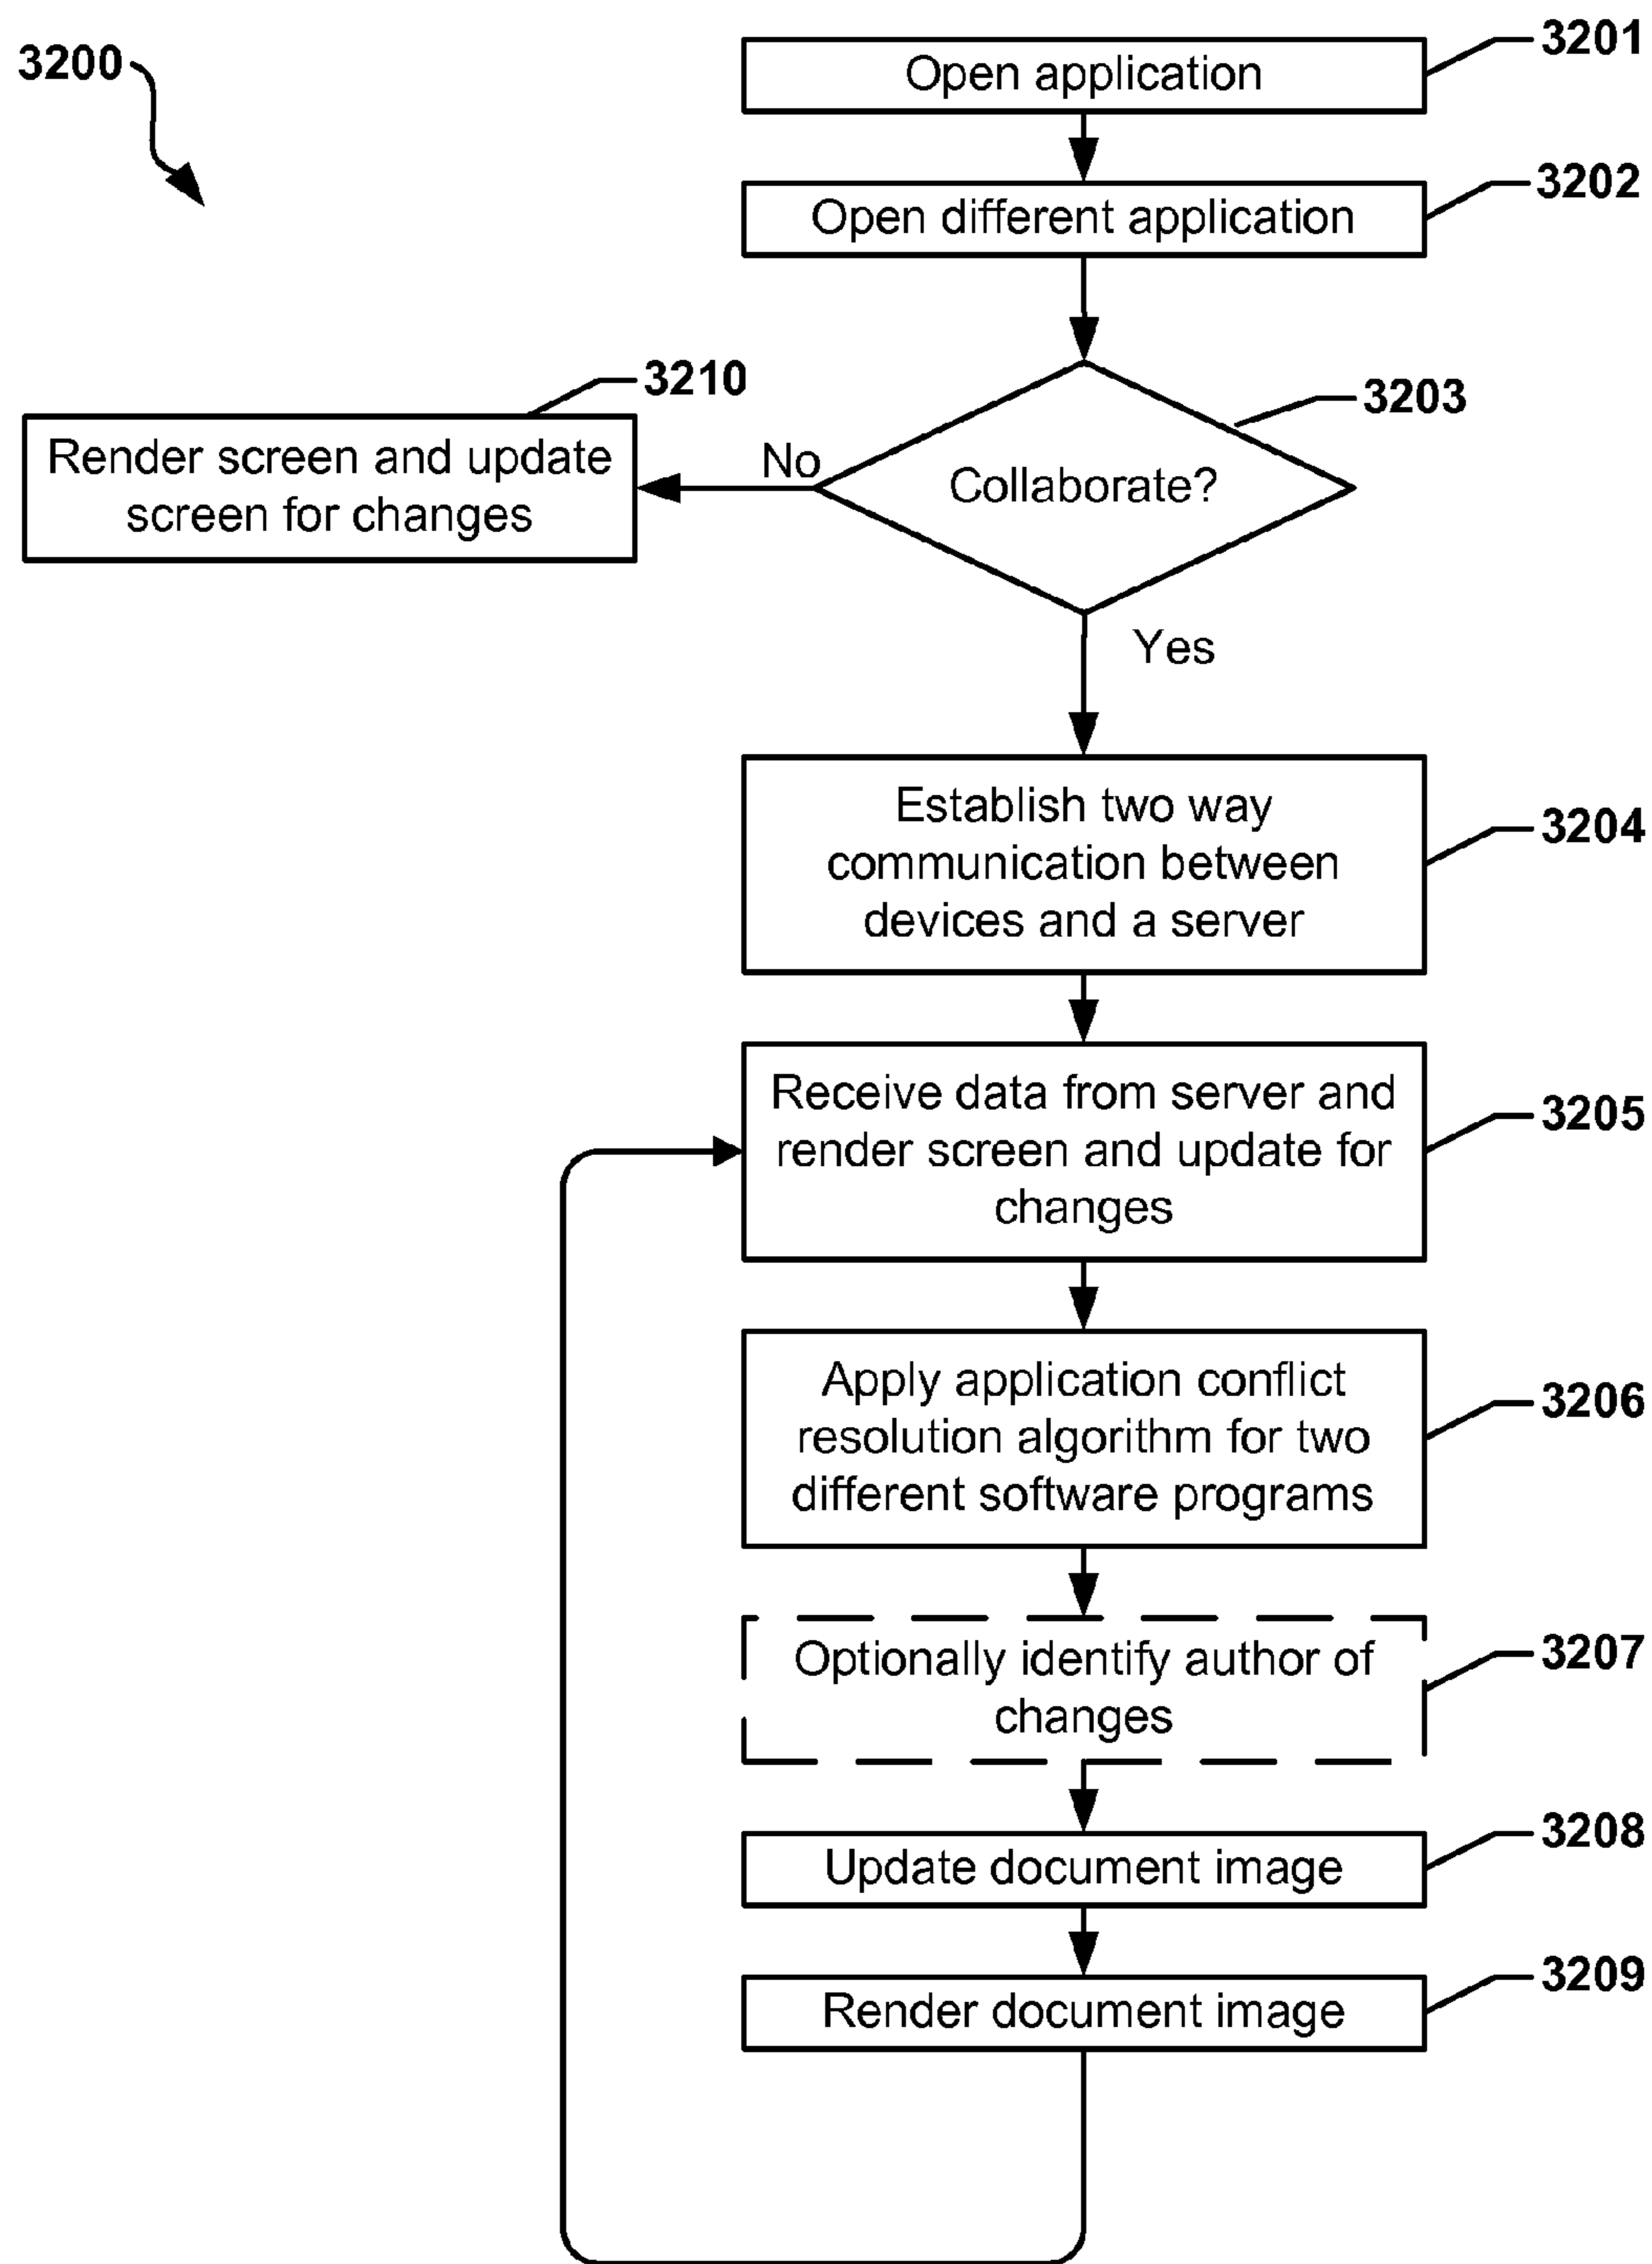 3200
Open application
3201
Open different application
3202
Collaborate?
3203
No
3210
Render screen and update
screen for changes
Yes
Establish two way
communication between
devices and a server
3204
Receive data from server and
render screen and update for
changes
3205
Apply application conflict
resolution algorithm for two
different software programs
3206
Optionally identify author of
changes
3207
Update document image
3208
Render document image
3209